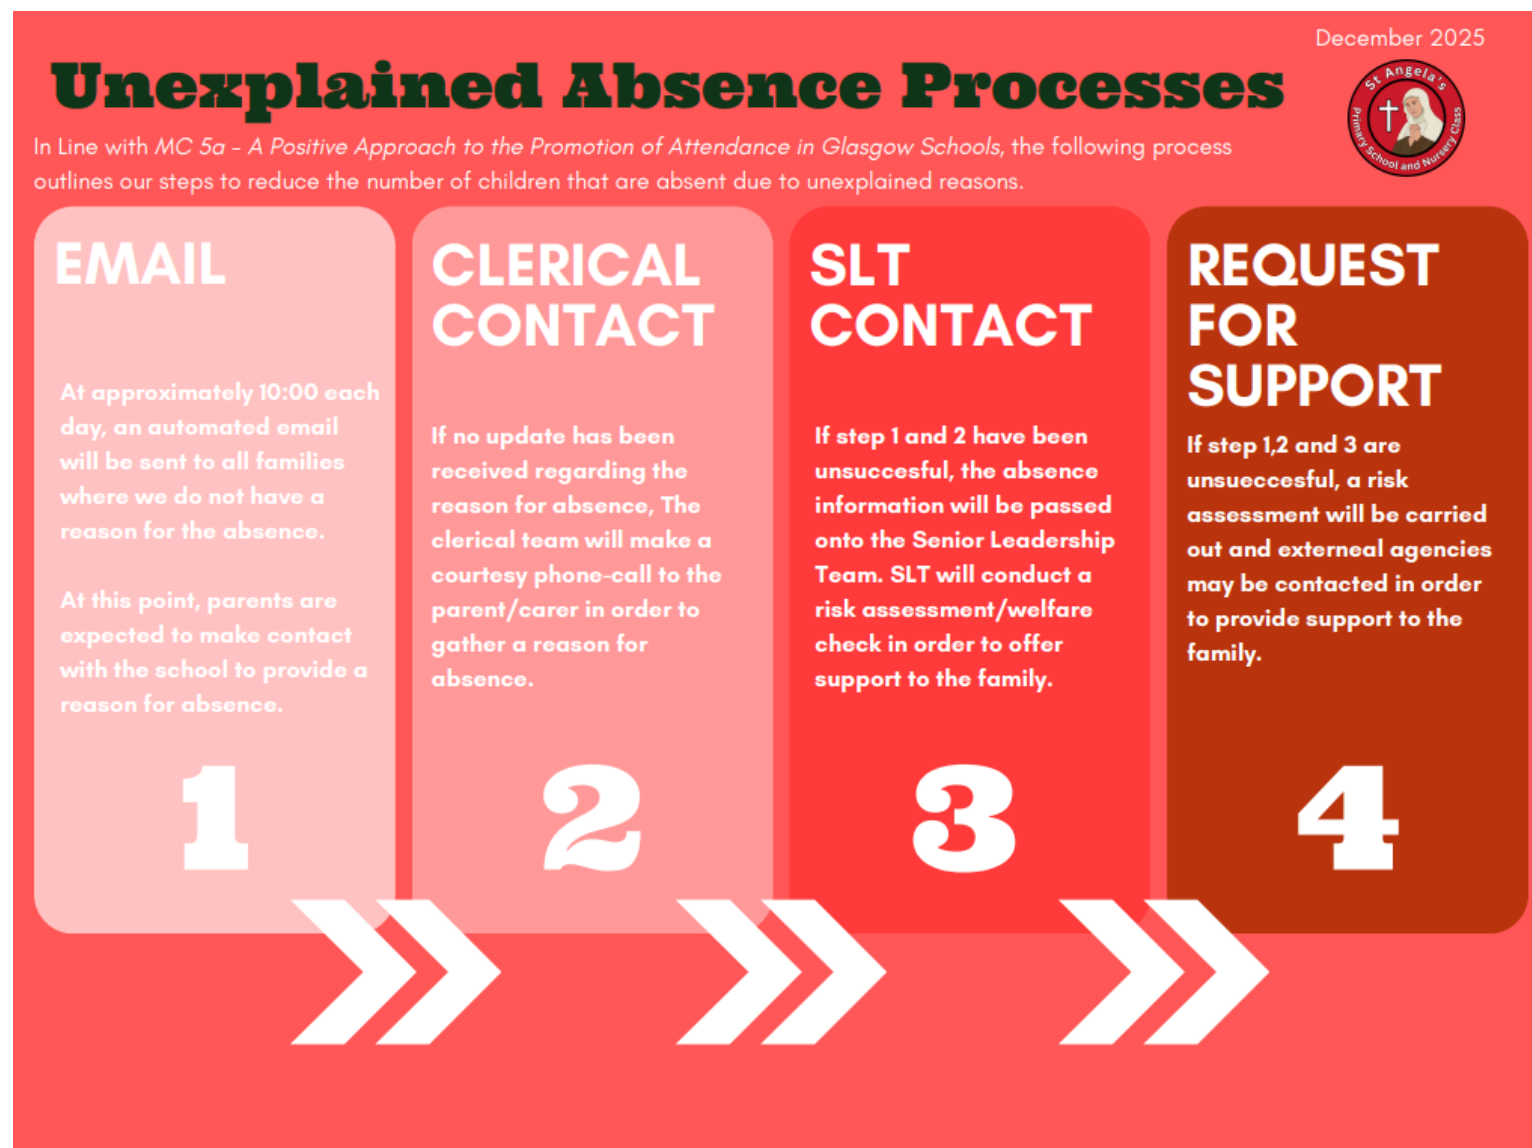 December 2025
Unexplained Absence Processes
St Angela's
Primary School and Nursery Class
In Line with MC 5a - A Positive Approach to the Promotion of Attendance in Glasgow Schools, the following process
outlines our steps to reduce the number of children that are absent due to unexplained reasons.
EMAIL
At approximately 10:00 each
day, an automated email
will be sent to all families
where we do not have a
reason for the absence.
At this point, parents are
expected to make contact
with the school to provide a
reason for absence.
1
CLERICAL
CONTACT
If no update has been
received regarding the
reason for absence, The
clerical team will make a
courtesy phone-call to the
parent/carer in order to
gather a reason for
absence.
2
SLT
CONTACT
If step 1 and 2 have been
unsuccesful, the absence
information will be passed
onto the Senior Leadership
Team. SLT will conduct a
risk assessment/welfare
check in order to offer
support to the family.
3
REQUEST
FOR
SUPPORT
If step 1,2 and 3 are
unsueccesful, a risk
assessment will be carried
out and externeal agencies
may be contacted in order
to provide support to the
family.
4